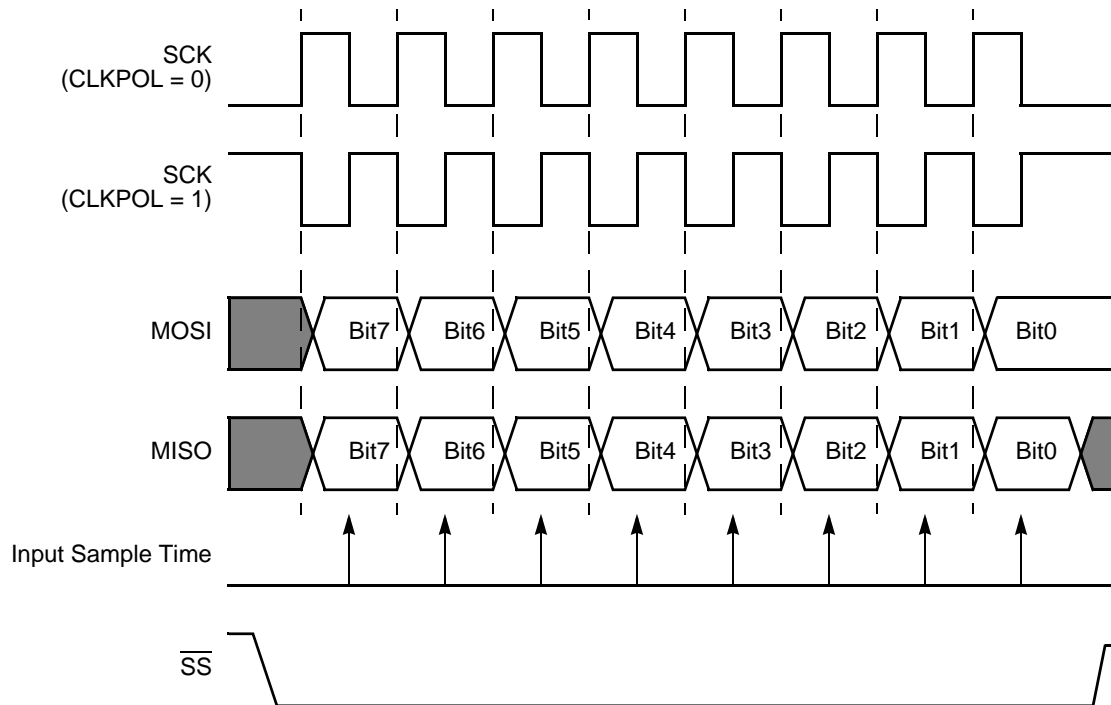 SCK
(CLKPOL = 0)
SCK
(CLKPOL = 1)
MOSI
Bit7 Bit6 Bit5 Bit4 Bit3 Bit2 Bit1 Bit0
MISO
Bit7 Bit6 Bit5 Bit4 Bit3 Bit2 Bit1 Bit0
Input Sample Time
SS